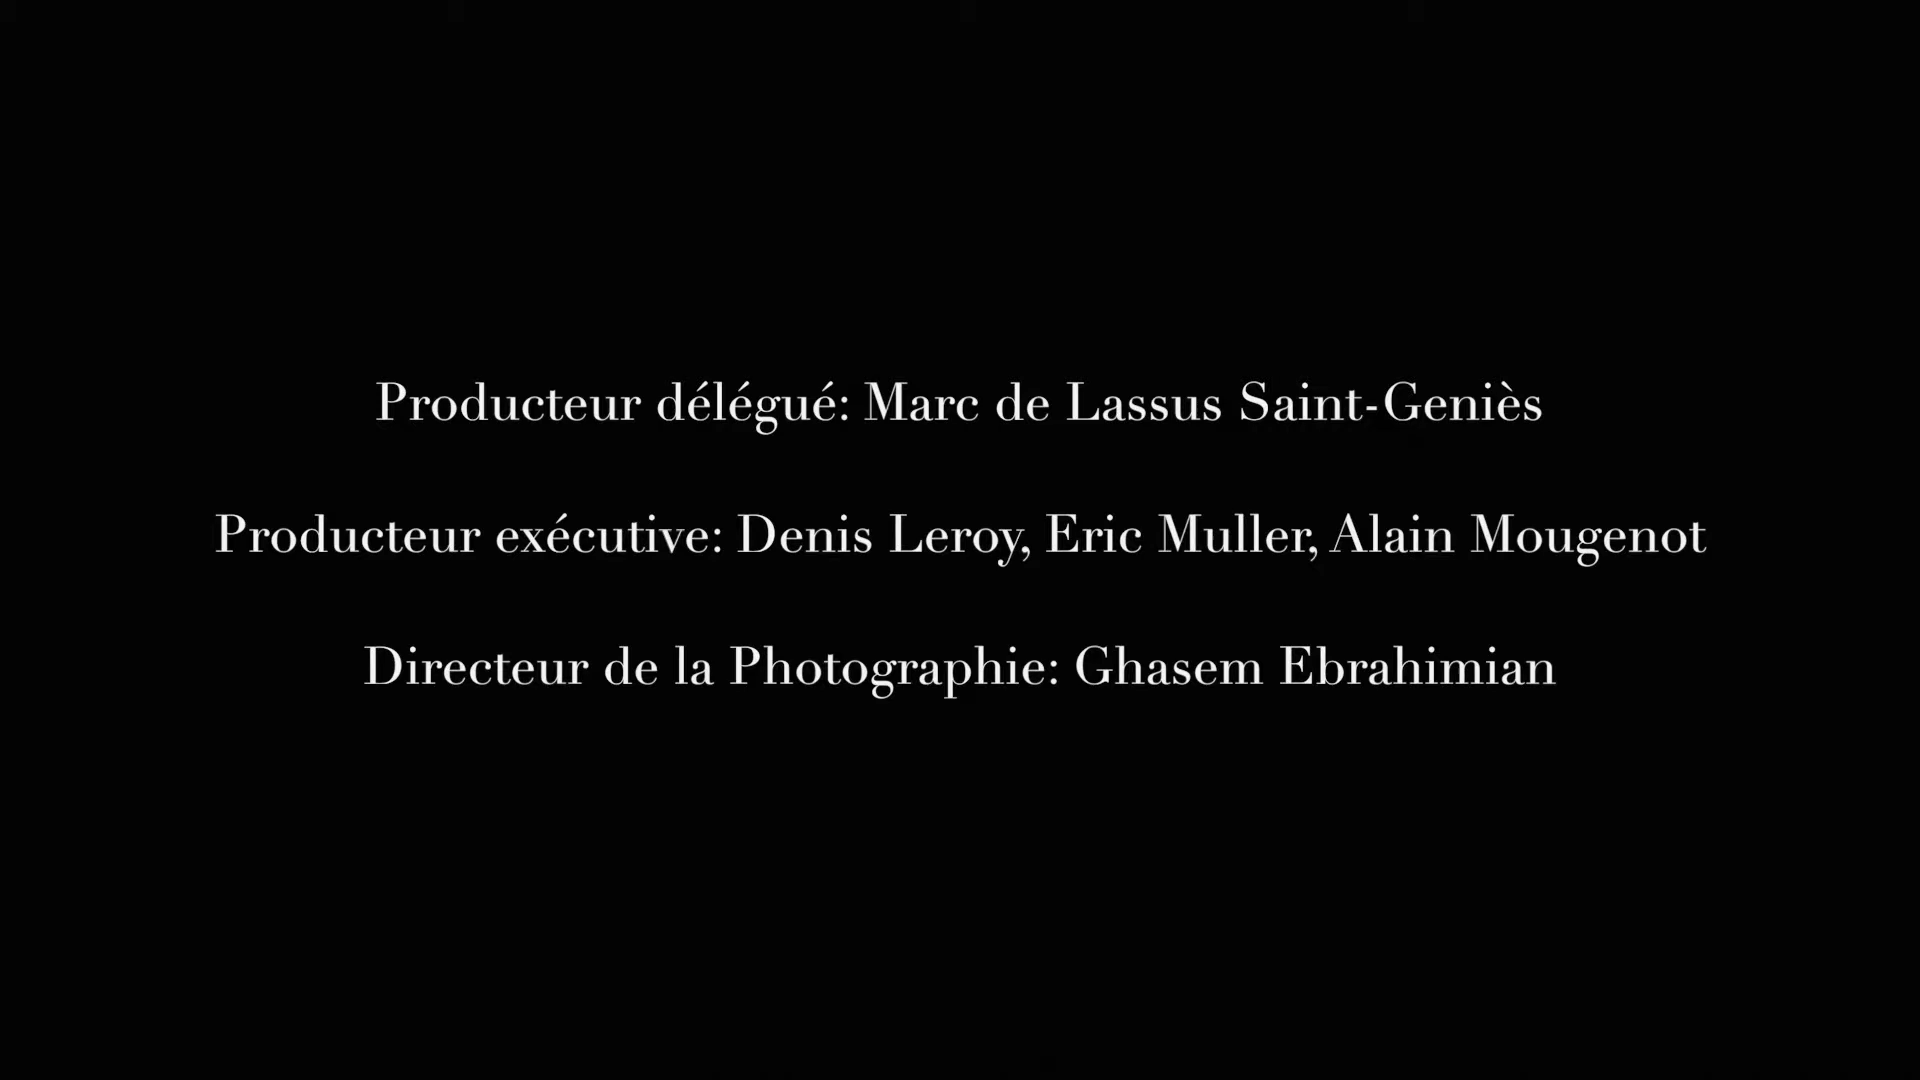 Producteur délégué: Marc de Lassus Saint-Geniès
Producteur exécutive: Denis Leroy, Eric Muller, Alain Mougenot
Directeur de la Photographie: Ghasem Ebrahimian